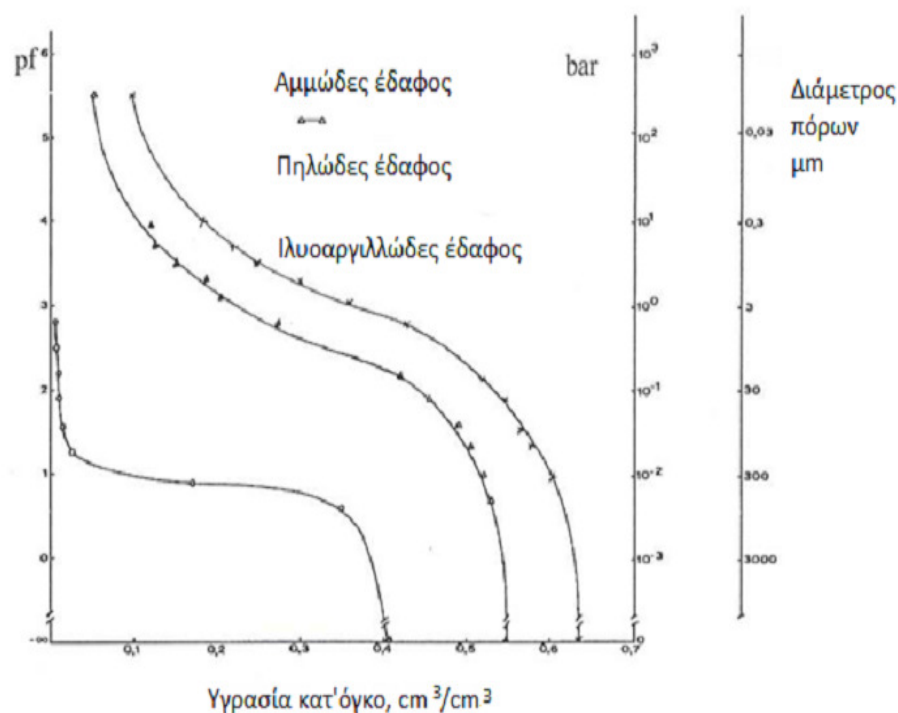 pf
6
5
4
3
2
1
0
-∞
Αμμώδες έδαφος
Πηλώδες έδαφος
Ιλυοαργιλλώδες έδαφος
bar
10³
10²
10¹
10⁰
10⁻¹
10⁻²
10⁻³
0
Διάμετρος
πόρων
μm
0,03
0,3
3
30
300
3000
0,1 0,2 0,3 0,4 0,5 0,6 0,7
Υγρασία κατ'όγκο, cm³/cm³